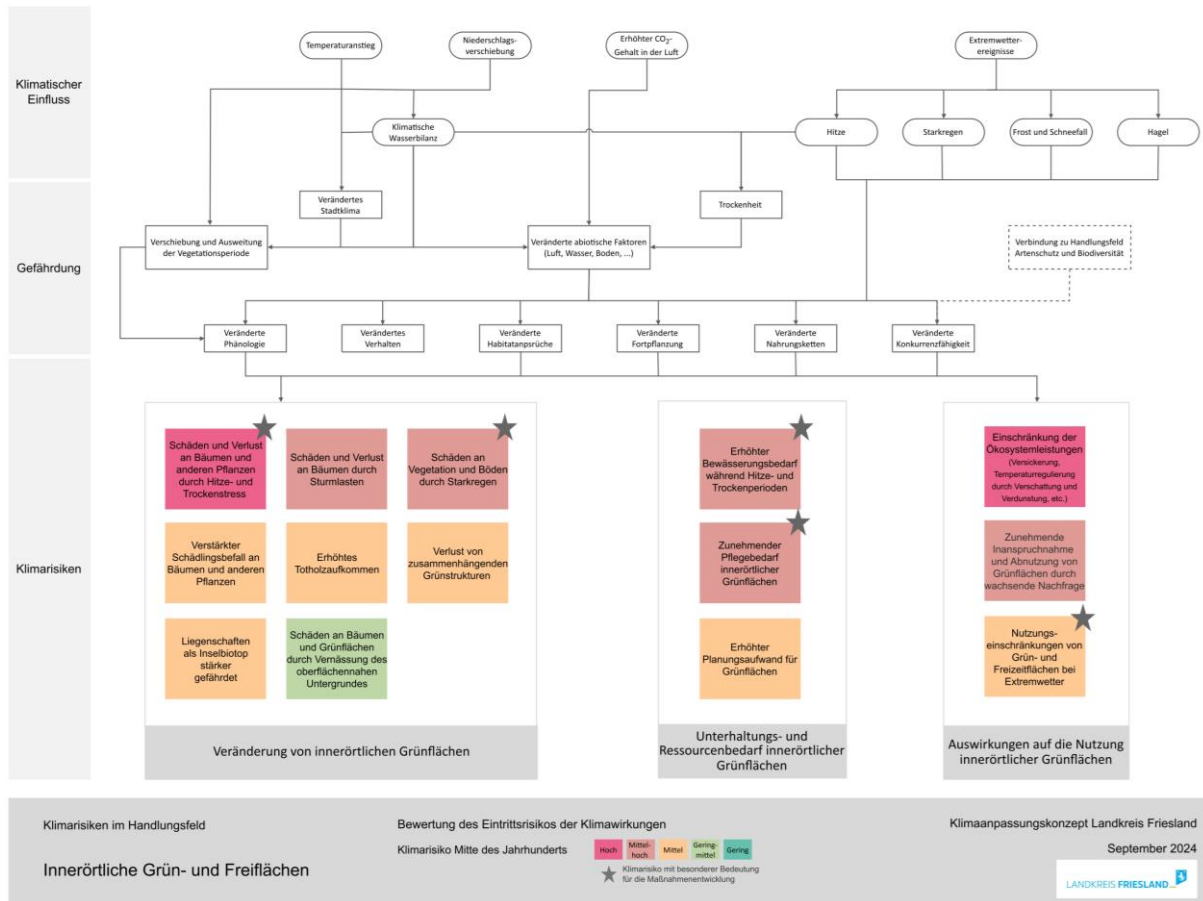 Klimatischer
Einfluss
Temperaturanstieg
Niederschlags-
verschiebung
Erhöhter CO₂-
Gehalt in der Luft
Extremwetter-
ereignisse
Klimatische
Wasserbilanz
Hitze
Starkregen
Frost und Schneefall
Hagel
Gefährdung
Verändertes
Stadtklima
Trockenheit
Verschiebung und Ausweitung
der Vegetationsperiode
Veränderte abiotische Faktoren
(Luft, Wasser, Boden, ...)
Verbindung zu Handlungsfeld
Artenschutz und Biodiversität
Veränderte
Phänologie
Verändertes
Verhalten
Veränderte
Habitatanpsrüche
Veränderte
Fortpflanzung
Veränderte
Nahrungsketten
Veränderte
Konkurrenzfähigkeit
Klimarisiken
Schäden und Verlust
an Bäumen und
anderen Pflanzen
durch Hitze- und
Trockenstress
Schäden und Verlust
an Bäumen durch
Sturmlasten
Schäden an
Vegetation und Böden
durch Starkregen
Verstärkter
Schädlingsbefall an
Bäumen und anderen
Pflanzen
Erhöhtes
Totholzaufkommen
Verlust von
zusammenhängenden
Grünstrukturen
Liegenschaften
als Inselbiotop
stärker
gefährdet
Schäden an Bäumen
und Grünflächen
durch Vernässung des
oberflächennahen
Untergrundes
Veränderung von innerörtlichen Grünflächen
Erhöhter
Bewässerungsbedarf
während Hitze- und
Trockenperioden
Zunehmender
Pflegebedarf
innerörtlicher
Grünflächen
Erhöhter
Planungsaufwand für
Grünflächen
Unterhaltungs- und
Ressourcenbedarf innerörtlicher
Grünflächen
Einschränkung der
Ökosystemleistungen
(Versickerung,
Temperaturregulierung
durch Verschattung und
Verdunstung, etc.)
Zunehmende
Inanspruchnahme
und Abnutzung von
Grünflächen durch
wachsende Nachfrage
Nutzungs-
einschränkungen von
Grün- und
Freizeitflächen bei
Extremwetter
Auswirkungen auf die Nutzung
innerörtlicher Grünflächen
Klimarisiken im Handlungsfeld
Innerörtliche Grün- und Freiflächen
Bewertung des Eintrittsrisikos der Klimawirkungen
Klimarisiko Mitte des Jahrhunderts
Hoch
Mittel-
hoch
Mittel
Gering-
mittel
Gering
Klimarisiko mit besonderer Bedeutung
für die Maßnahmenentwicklung
Klimaanpassungskonzept Landkreis Friesland
September 2024
LANDKREIS FRIESLAND